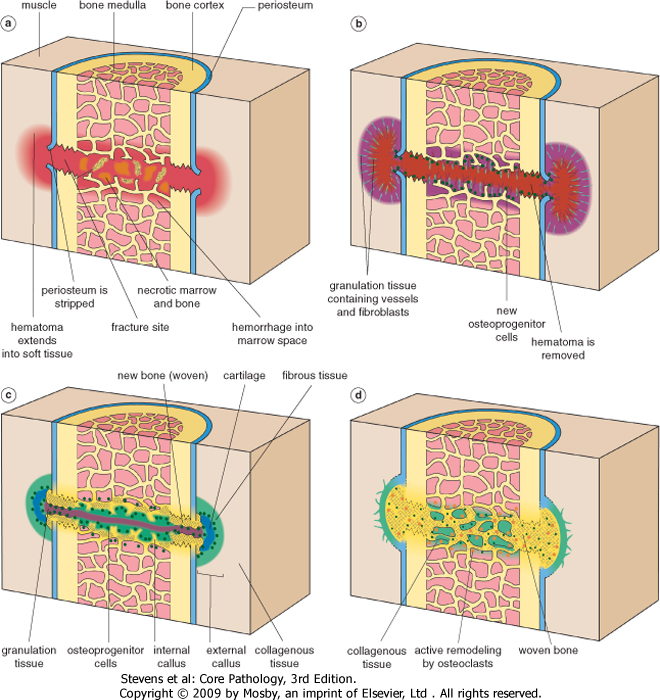 a
muscle
bone medulla
bone cortex
periosteum
periosteum is
stripped
necrotic marrow
and bone
hematoma
extends
into soft tissue
fracture site
hemorrhage into
marrow space
b
granulation tissue
containing vessels
and fibroblasts
new
osteoprogenitor
cells
hematoma is
removed
c
new bone (woven)
cartilage
fibrous tissue
granulation
tissue
osteoprogenitor
cells
internal
callus
external
callus
collagenous
tissue
d
collagenous
tissue
active remodeling
by osteoclasts
woven bone
Stevens et al: Core Pathology, 3rd Edition.
Copyright © 2009 by Mosby, an imprint of Elsevier, Ltd . All rights reserved.